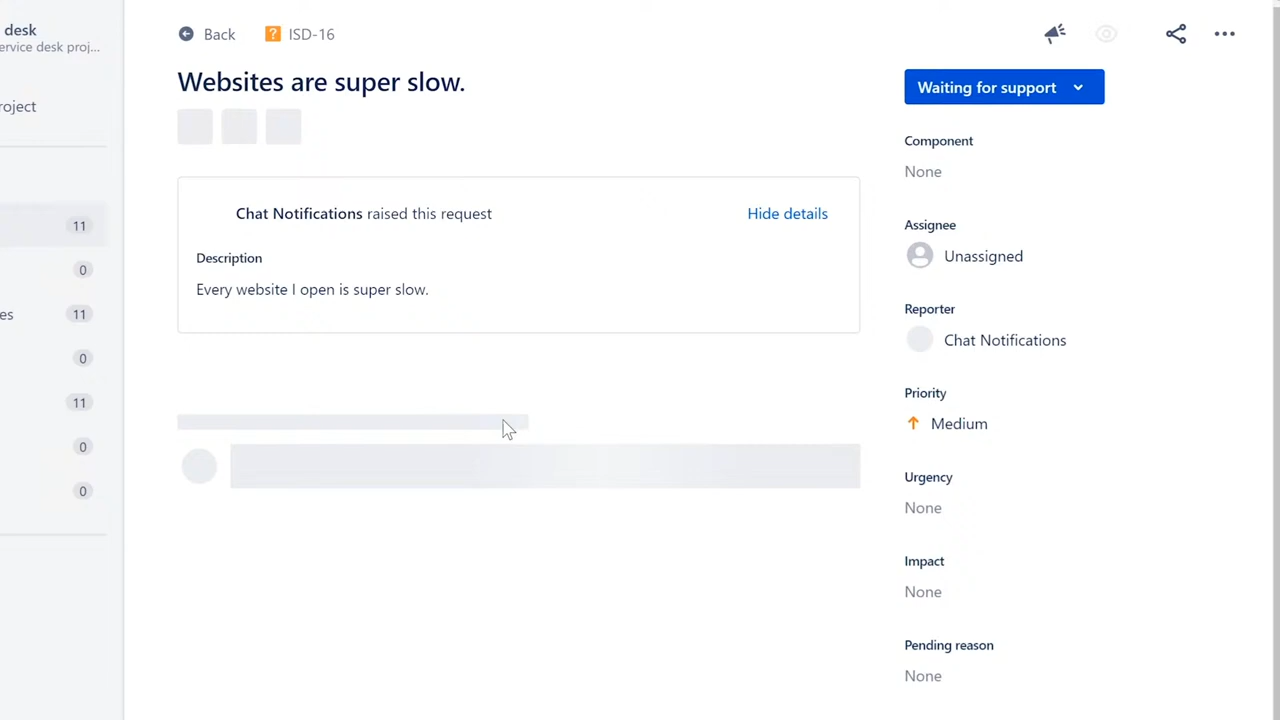 desk
ervice desk proj...
roject
11
0
es
11
0
11
0
0
Back
ISD-16
Websites are super slow.
Chat Notifications raised this request
Hide details
Description
Every website I open is super slow.
Waiting for support
Component
None
Assignee
Unassigned
Reporter
Chat Notifications
Priority
Medium
Urgency
None
Impact
None
Pending reason
None